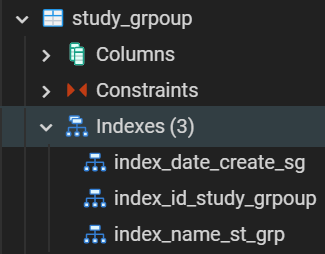 study_grpoup
Columns
Constraints
Indexes (3)
index_date_create_sg
index_id_study_grpoup
index_name_st_grp